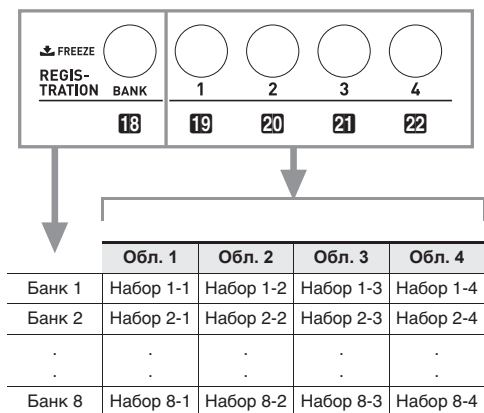 FREEZE
REGIS-
TRATION BANK 1 2 3 4
18 19 20 21 22
Обл. 1 Обл. 2 Обл. 3 Обл. 4
Банк 1 Набор 1-1 Набор 1-2 Набор 1-3 Набор 1-4
Банк 2 Набор 2-1 Набор 2-2 Набор 2-3 Набор 2-4
. . . . .
. . . . .
Банк 8 Набор 8-1 Набор 8-2 Набор 8-3 Набор 8-4